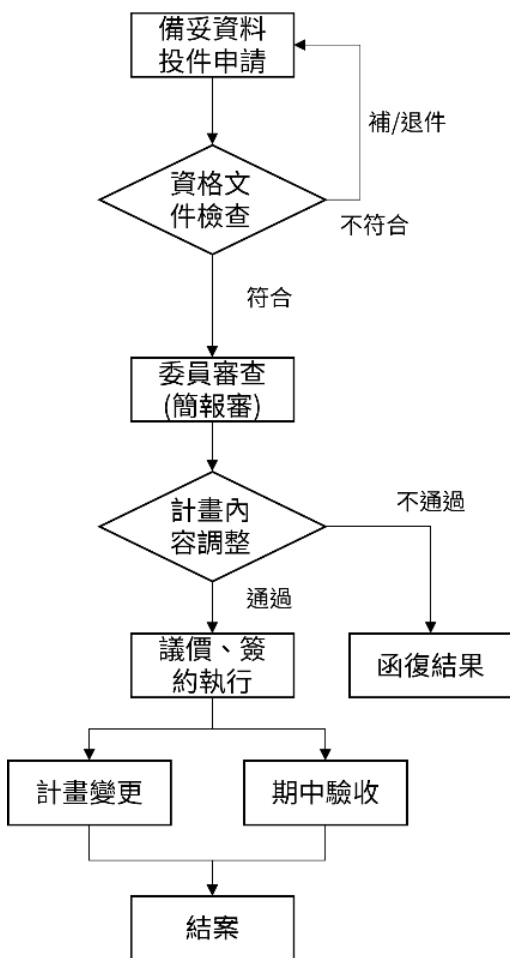 備妥資料
投件申請
補/退件
資格文
件檢查
不符合
符合
委員審查
(簡報審)
計畫內
容調整
不通過
通過
議價、簽
約執行
函復結果
計畫變更
期中驗收
結案